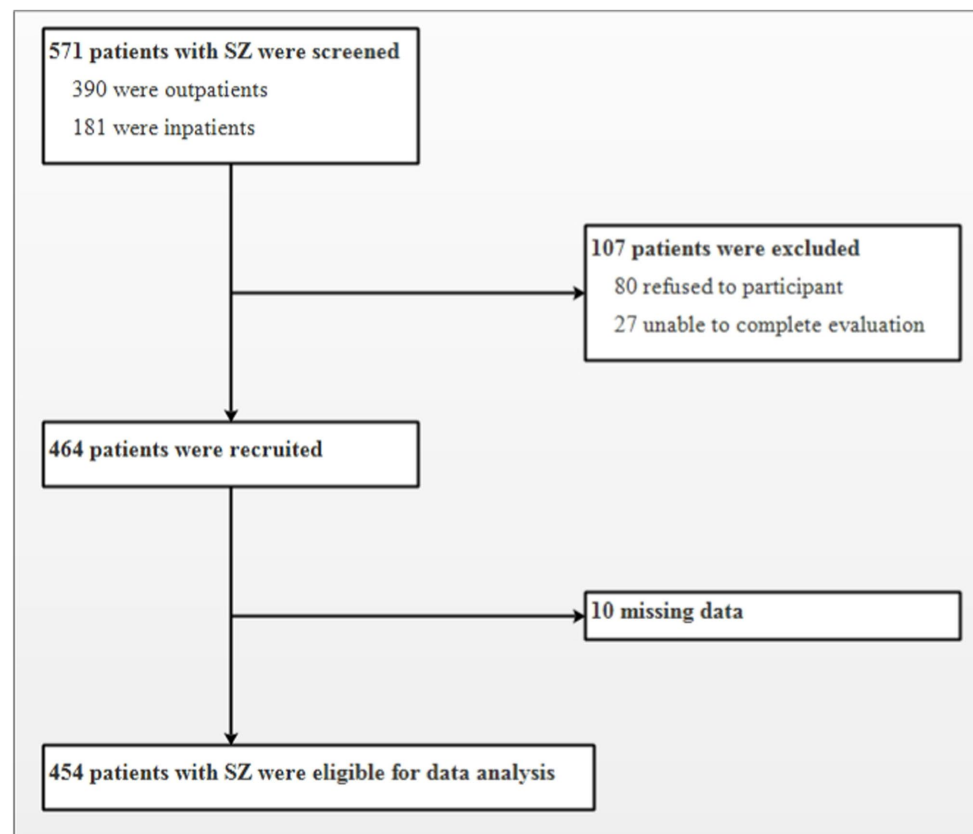 571 patients with SZ were screened
390 were outpatients
181 were inpatients
107 patients were excluded
80 refused to participant
27 unable to complete evaluation
464 patients were recruited
10 missing data
454 patients with SZ were eligible for data analysis